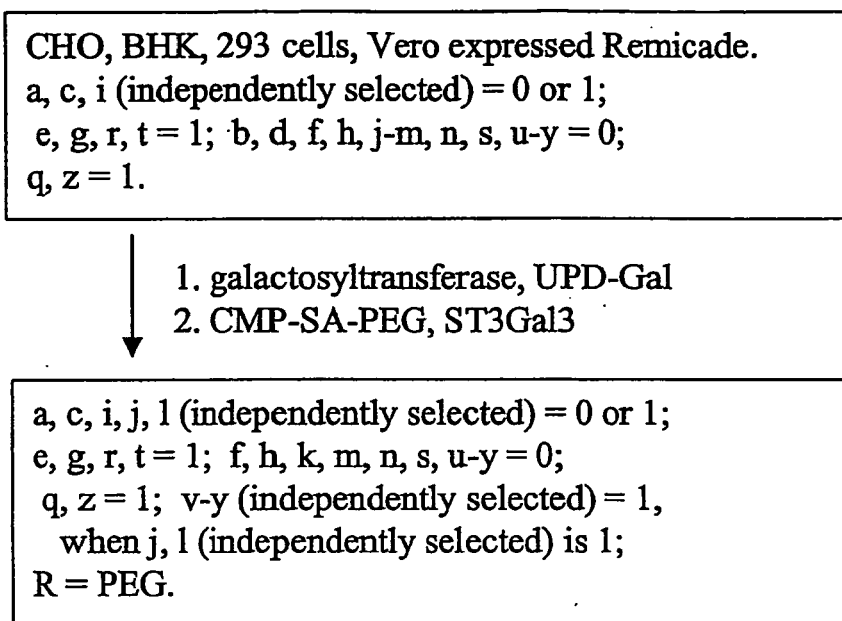 CHO, BHK, 293 cells, Vero expressed Remicade.
a, c, i (independently selected) = 0 or 1;
e, g, r, t = 1; b, d, f, h, j-m, n, s, u-y = 0;
q, z = 1.
1. galactosyltransferase, UPD-Gal
2. CMP-SA-PEG, ST3Gal3
a, c, i, j, l (independently selected) = 0 or 1;
e, g, r, t = 1; f, h, k, m, n, s, u-y = 0;
q, z = 1; v-y (independently selected) = 1,
when j, l (independently selected) is 1;
R = PEG.